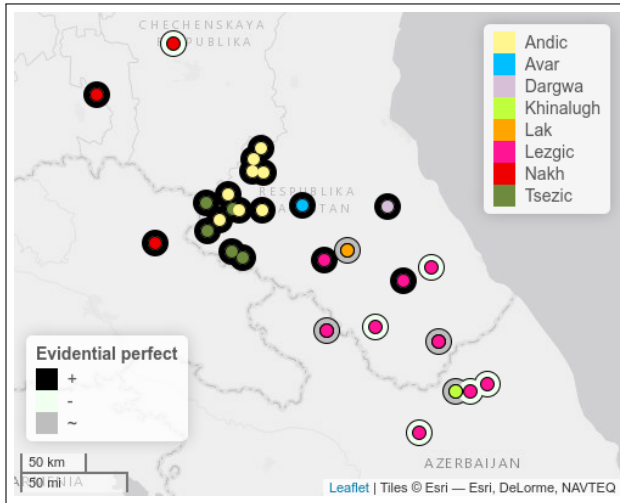 CHECHENSKAYA
RESPUBLIKA
Andic
Avar
Dargwa
Khinalugh
Lak
Lezgic
Nakh
Tsezic
RESPUBLIKA
Evidential perfect
+
-
~
50 km
50 mi
AZERBAIJAN
Leaflet | Tiles © Esri — Esri, DeLorme, NAVTEQ